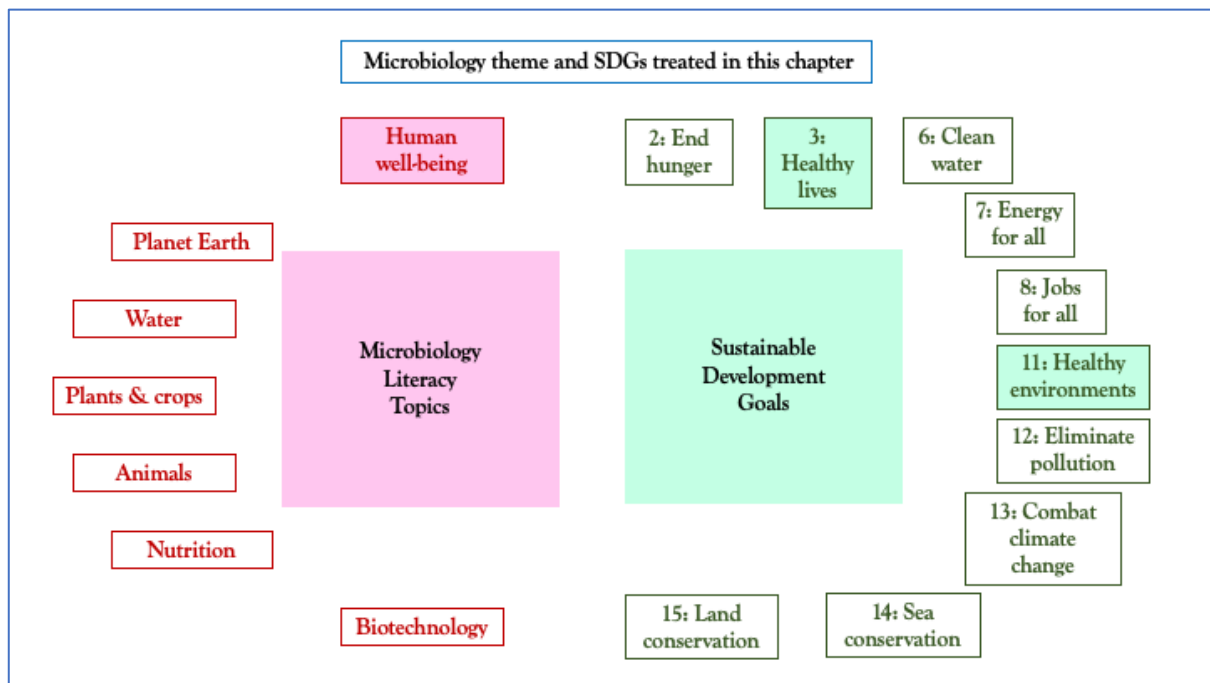 Microbiology theme and SDGs treated in this chapter
Human
well-being
2: End
hunger
3:
Healthy
lives
6: Clean
water
7: Energy
for all
Planet Earth
8: Jobs
for all
Water
Microbiology
Literacy
Topics
Sustainable
Development
Goals
11: Healthy
environments
Plants & crops
12: Eliminate
pollution
Animals
13: Combat
climate
change
Nutrition
Biotechnology
15: Land
conservation
14: Sea
conservation